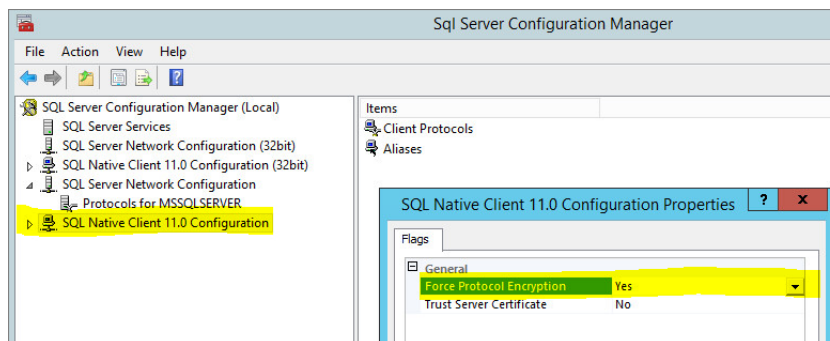 Sql Server Configuration Manager
File Action View Help
SQL Server Configuration Manager (Local)
SQL Server Services
SQL Server Network Configuration (32bit)
SQL Native Client 11.0 Configuration (32bit)
SQL Server Network Configuration
Protocols for MSSQLSERVER
SQL Native Client 11.0 Configuration
Items
Client Protocols
Aliases
SQL Native Client 11.0 Configuration Properties ? x
Flags
General
Force Protocol Encryption Yes
Trust Server Certificate No